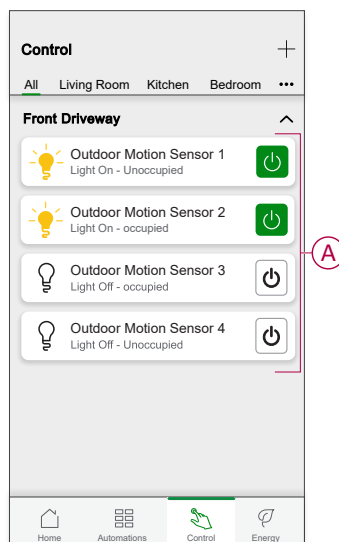 Control
All Living Room Kitchen Bedroom •••
Front Driveway
Outdoor Motion Sensor 1
Light On - Unoccupied
Outdoor Motion Sensor 2
Light On - occupied
A
Outdoor Motion Sensor 3
Light Off - occupied
Outdoor Motion Sensor 4
Light Off - Unoccupied
Home Automations Control Energy